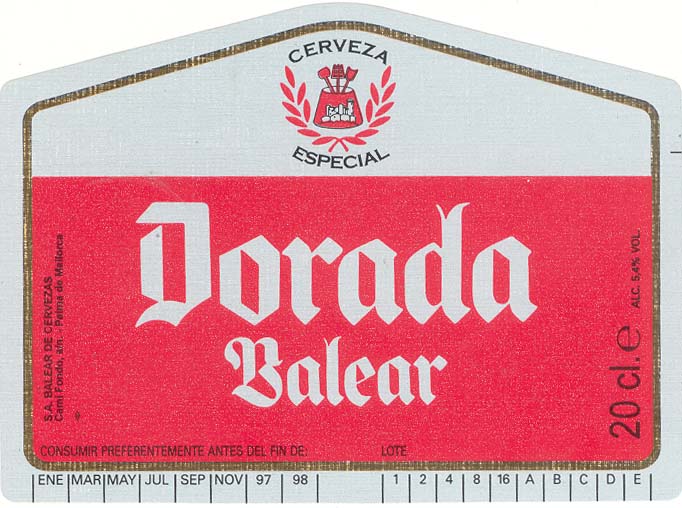 CERVEZA
ESPECIAL
Dorada
Balear
S.A. BALEAR DE CERVEZAS
Camí Fondo, s/n - Palma de Mallorca
20 cl. e
ALC. 5,4% VOL.
CONSUMIR PREFERENTEMENTE ANTES DEL FIN DE: LOTE
ENE MAR MAY JUL SEP NOV 97 98 1 2 4 8 16 A B C D E